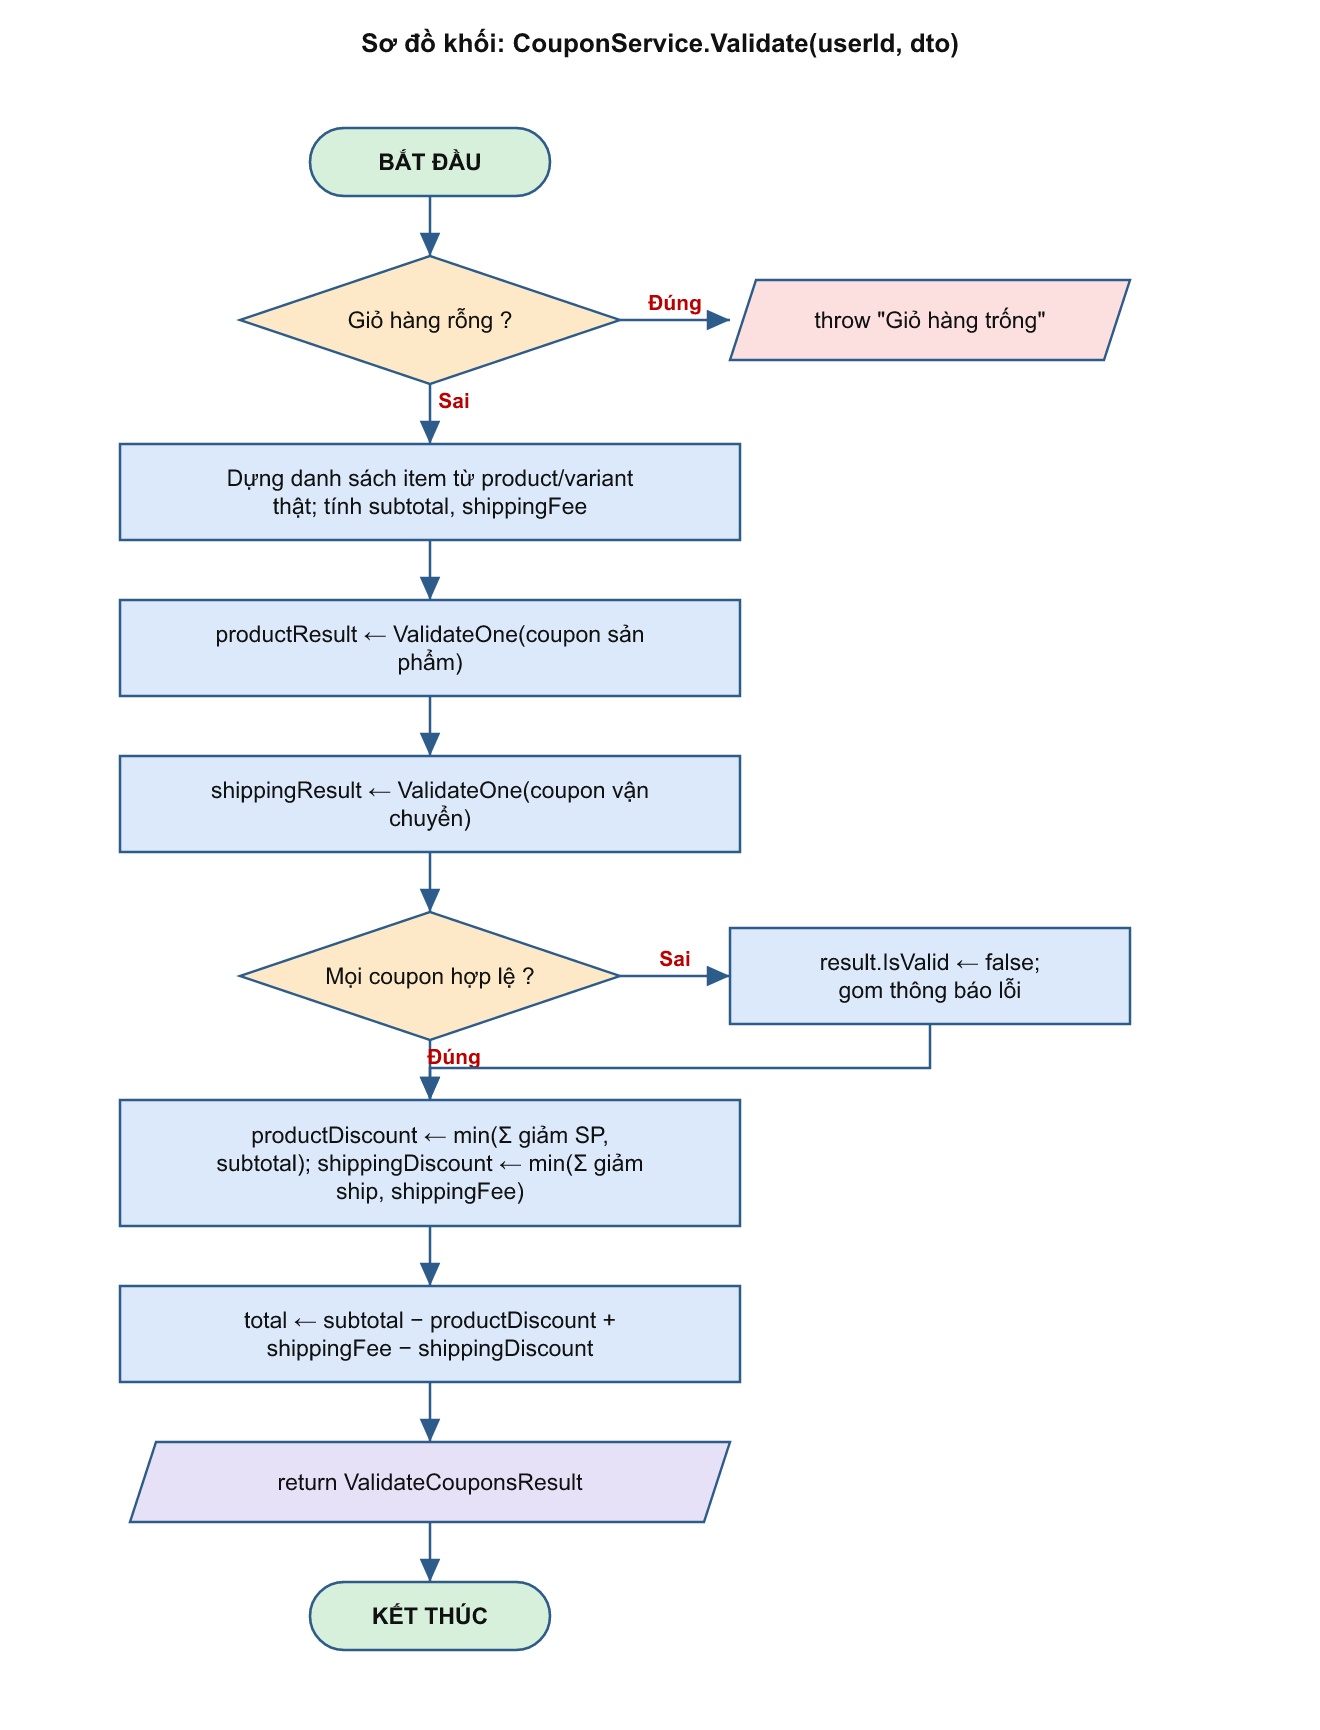 Sơ đồ khối: CouponService.Validate(userId, dto)
BẮT ĐẦU
Giỏ hàng rỗng ?
Đúng
throw "Giỏ hàng trống"
Sai
Dựng danh sách item từ product/variant
thật; tính subtotal, shippingFee
productResult ← ValidateOne(coupon sản
phẩm)
shippingResult ← ValidateOne(coupon vận
chuyển)
Mọi coupon hợp lệ ?
Sai
result.IsValid ← false;
gom thông báo lỗi
Đúng
productDiscount ← min(Σ giảm SP,
subtotal); shippingDiscount ← min(Σ giảm
ship, shippingFee)
total ← subtotal − productDiscount +
shippingFee − shippingDiscount
return ValidateCouponsResult
KẾT THÚC